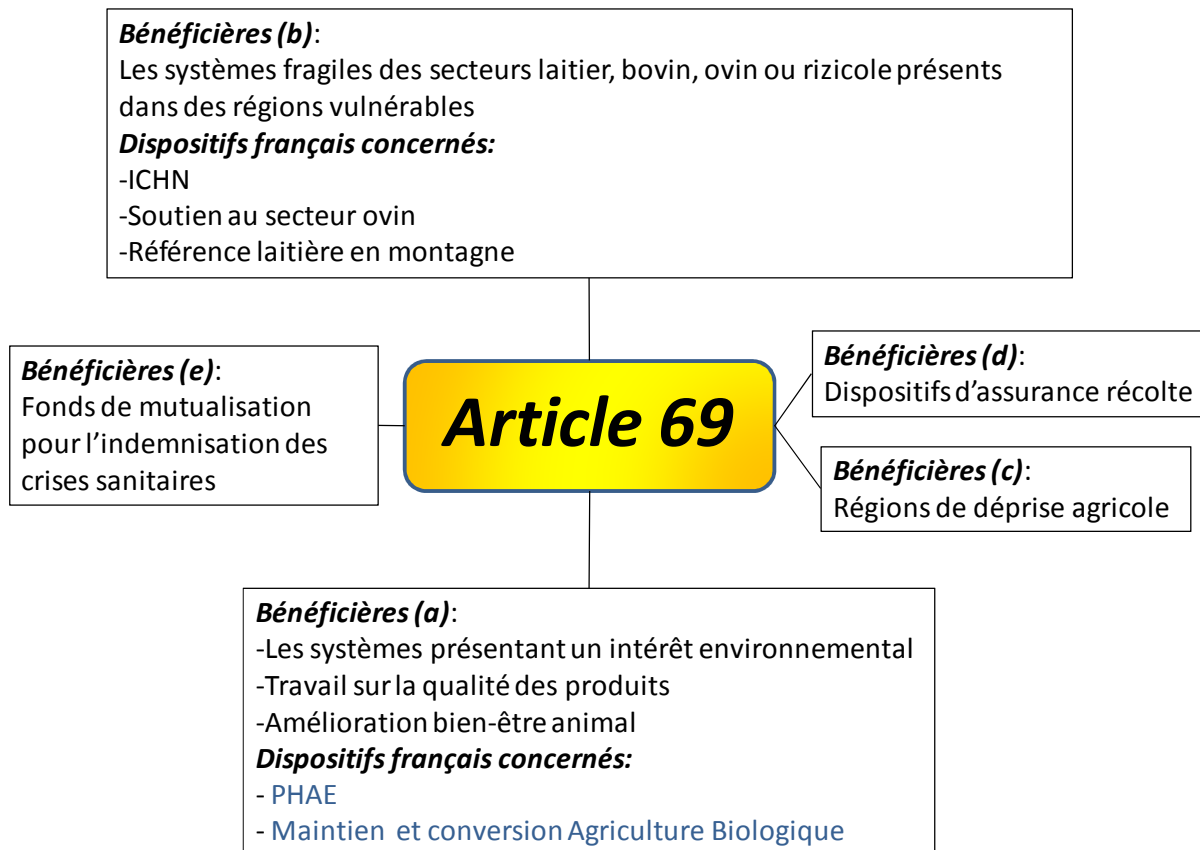 Bénéficières (b):
Les systèmes fragiles des secteurs laitier, bovin, ovin ou rizicole présents
dans des régions vulnérables
Dispositifs français concernés:
-ICHN
-Soutien au secteur ovin
-Référence laitière en montagne
Bénéficières (e):
Fonds de mutualisation
pour l’indemnisation des
crises sanitaires
Article 69
Bénéficières (d):
Dispositifs d’assurance récolte
Bénéficières (c):
Régions de déprise agricole
Bénéficières (a):
-Les systèmes présentant un intérêt environnemental
-Travail sur la qualité des produits
-Amélioration bien-être animal
Dispositifs français concernés:
- PHAE
- Maintien et conversion Agriculture Biologique